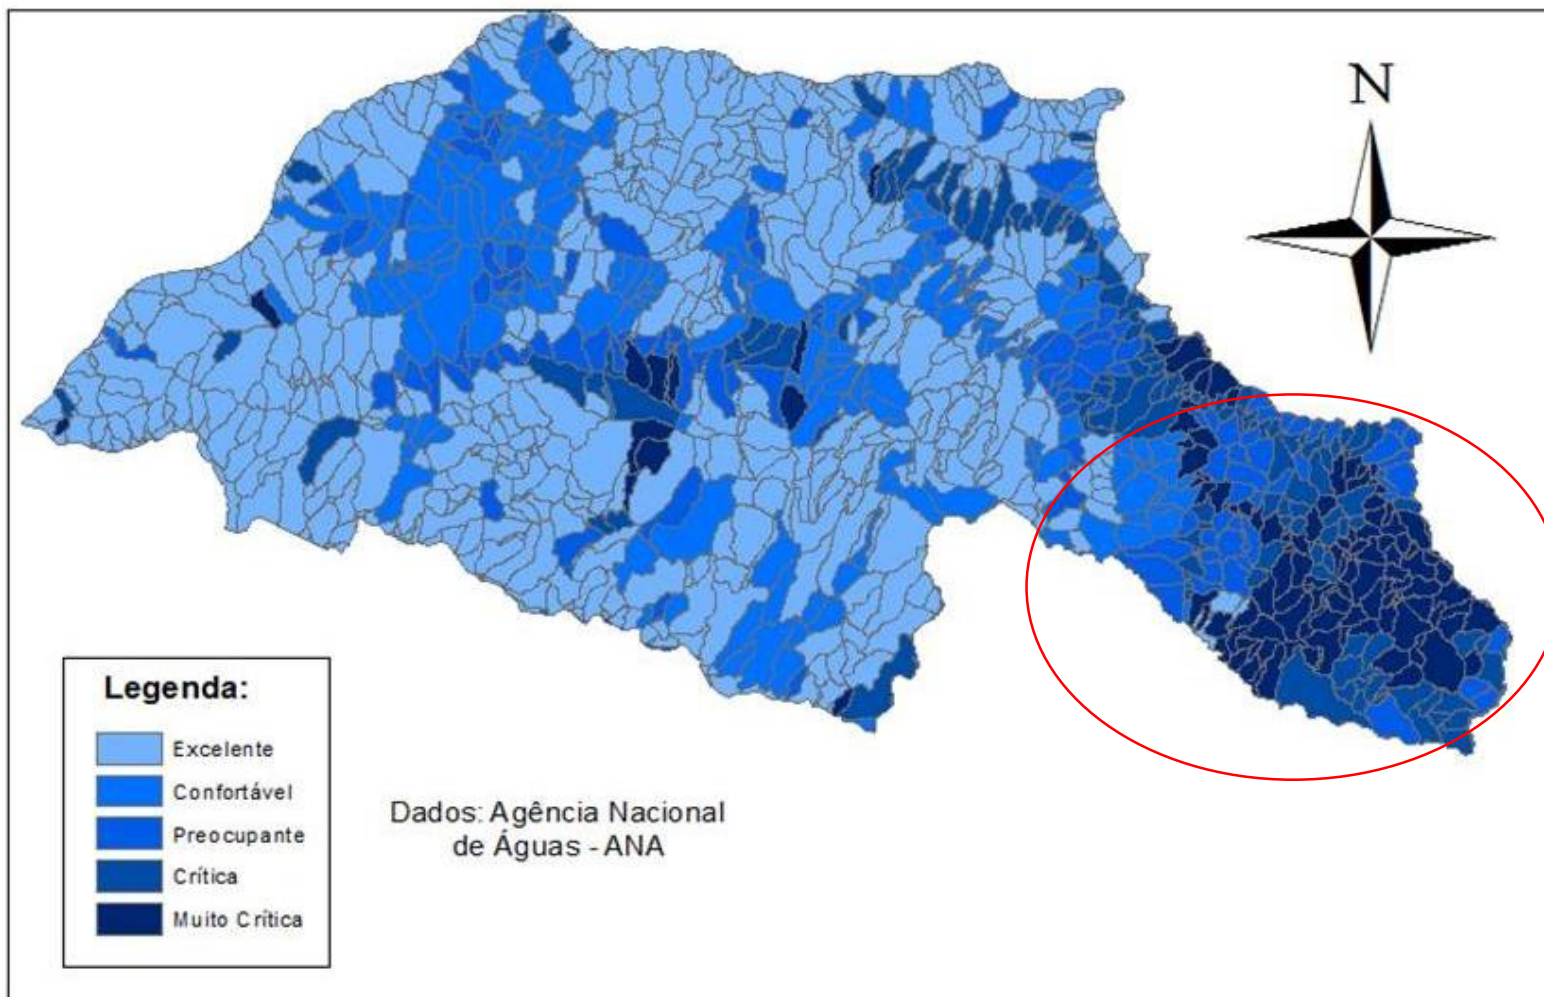 N
Legenda:
Excelente
Confortável
Preocupante
Crítica
Muito Crítica
Dados: Agência Nacional
de Águas - ANA